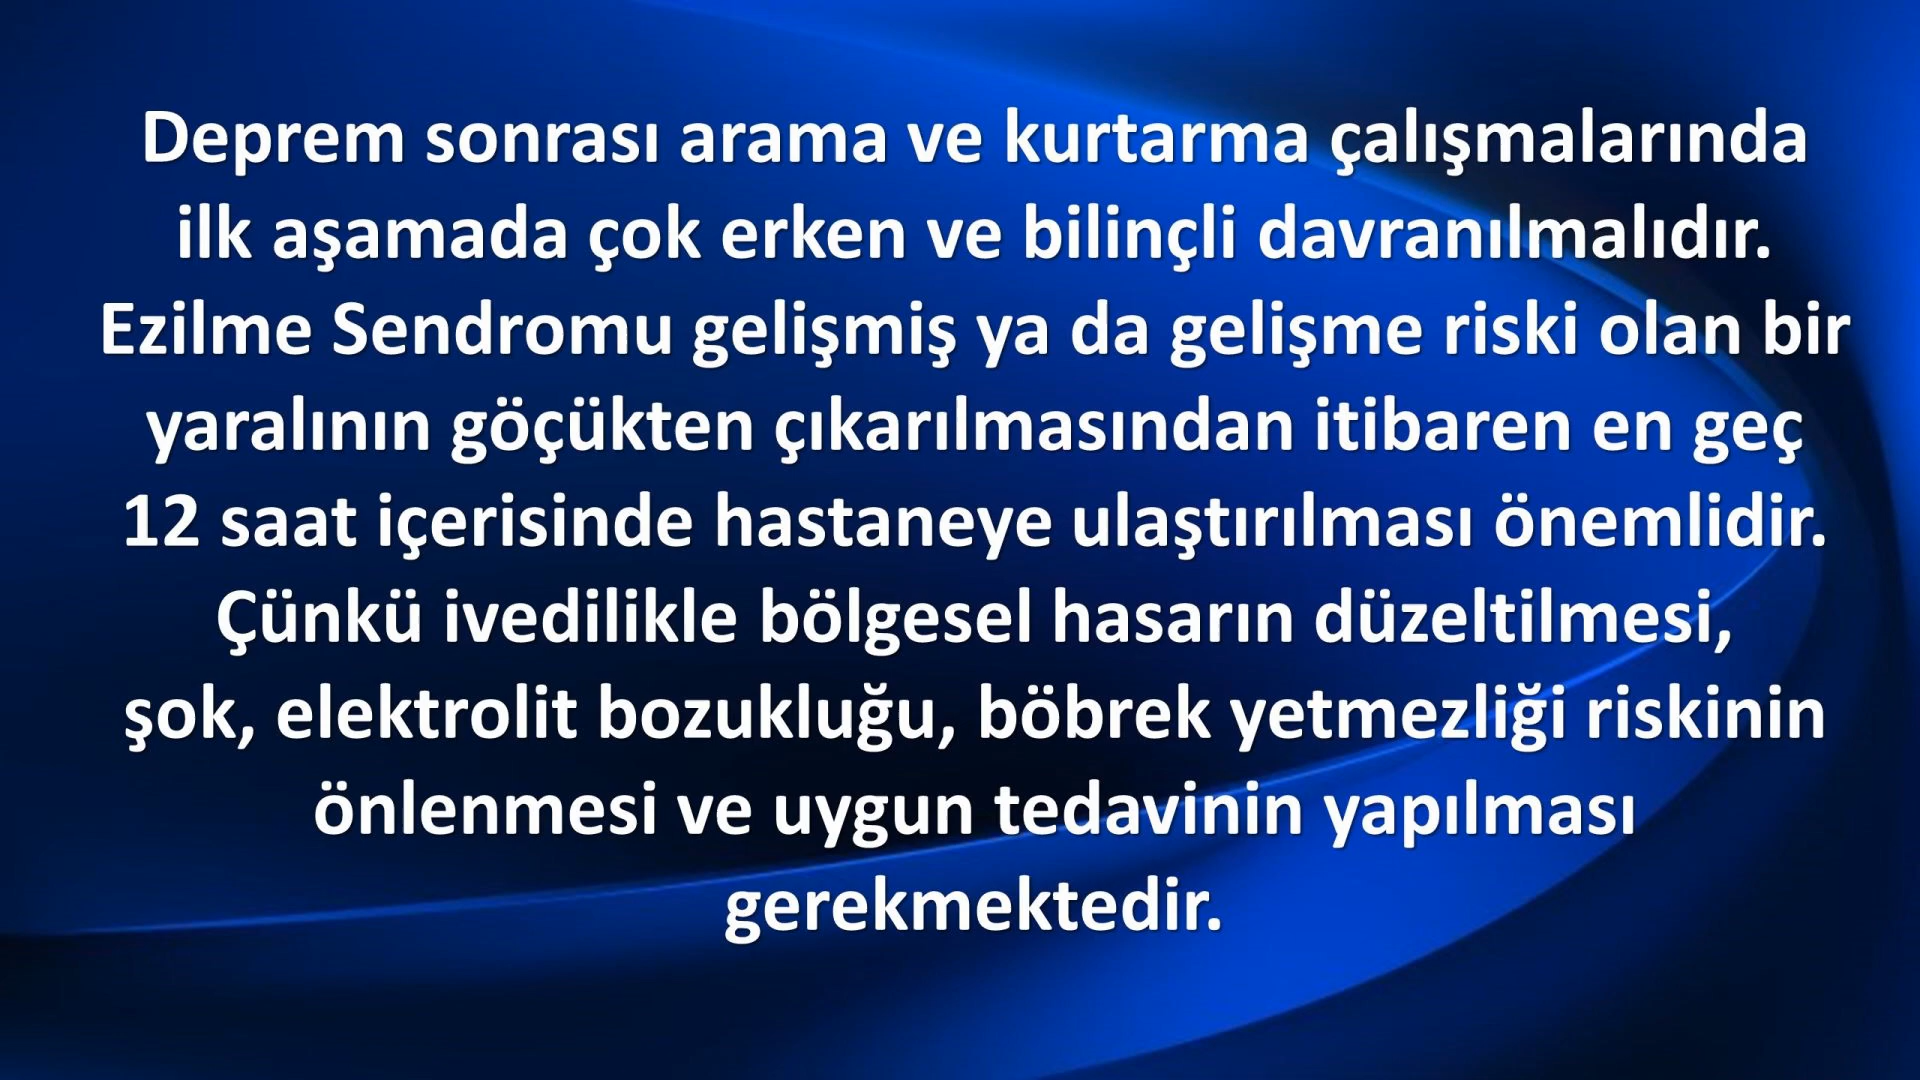 Deprem sonrası arama ve kurtarma çalışmalarında
ilk aşamada çok erken ve bilinçli davranılmalıdır.
Ezilme Sendromu gelişmiş ya da gelişme riski olan bir
yaralının göçükten çıkarılmasından itibaren en geç
12 saat içerisinde hastaneye ulaştırılması önemlidir.
Çünkü ivedilikle bölgesel hasarın düzeltilmesi,
şok, elektrolit bozukluğu, böbrek yetmezliği riskinin
önlenmesi ve uygun tedavinin yapılması
gerekmektedir.